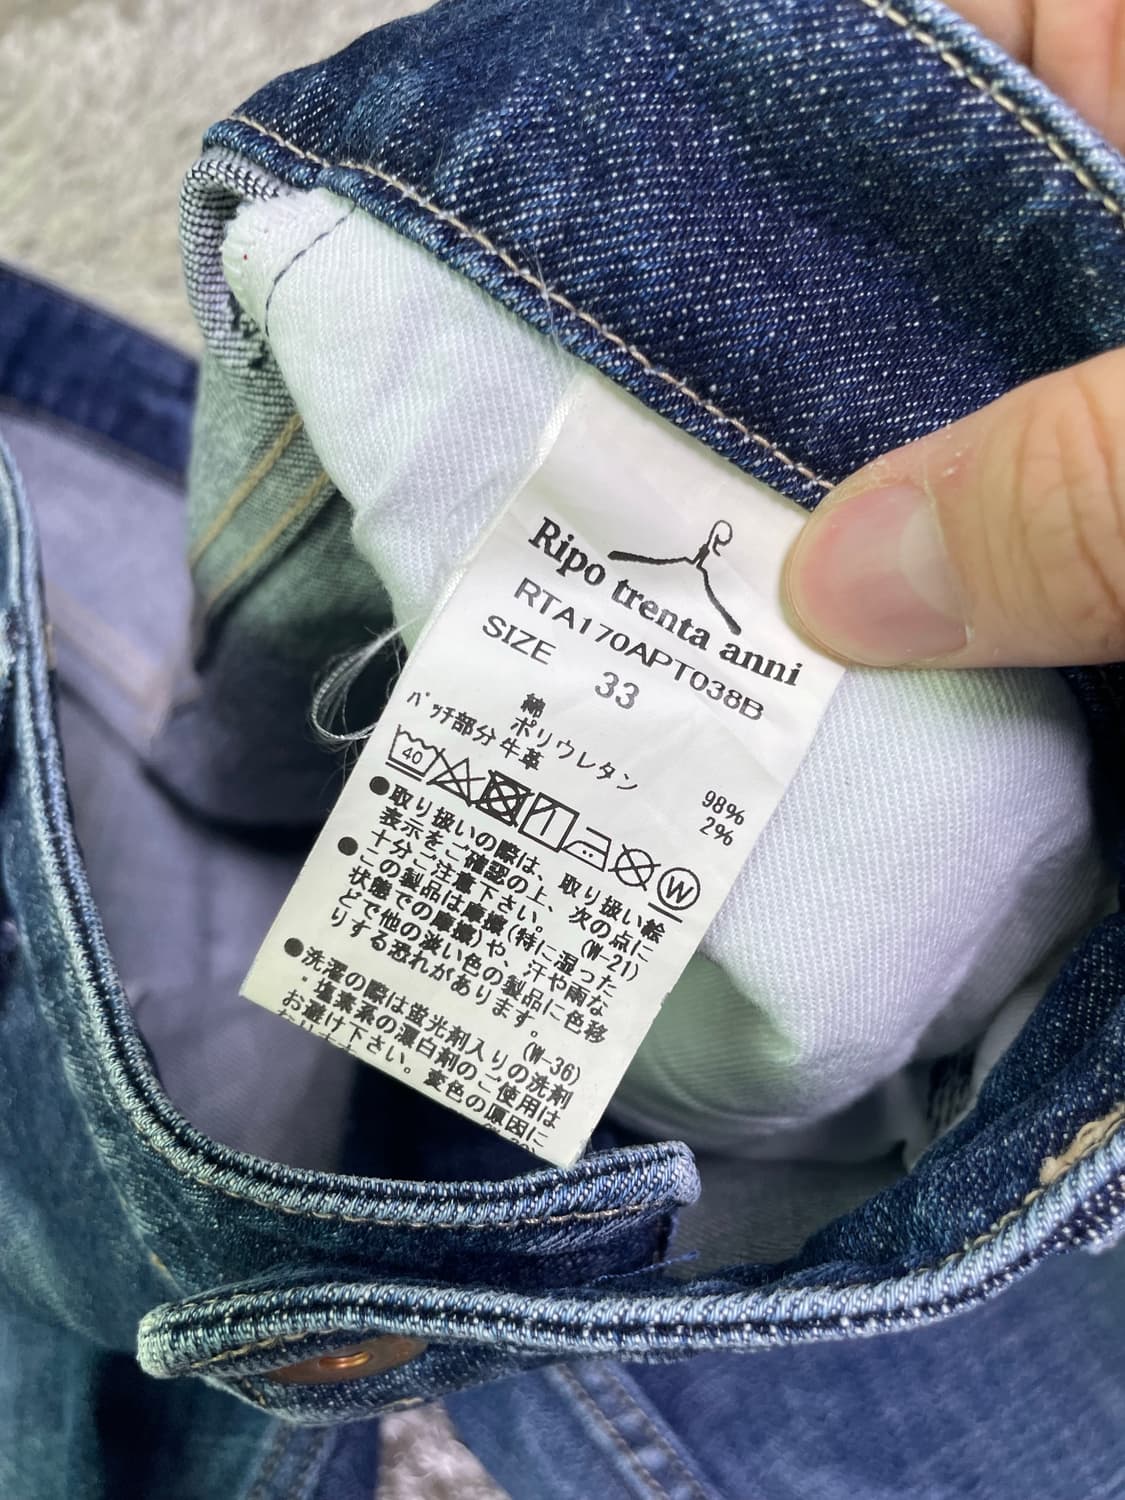 Ripo trenta anni
RTA170APT038B
SIZE 33
綿 98%
ポリウレタン 2%
パッチ部分 牛革
40
W
●取り扱いの際は、取り扱い絵
表示をご確認の上、次の点に
十分ご注意下さい。 (W-21)
●この製品は摩擦(特に湿った
状態での摩擦)や、汗や雨な
どで他の淡い色の製品に色移
りする恐れがあります。
(W-36)
●洗濯の際は蛍光剤入りの洗剤
・塩素系の漂白剤のご使用は
お避け下さい。変色の原因に